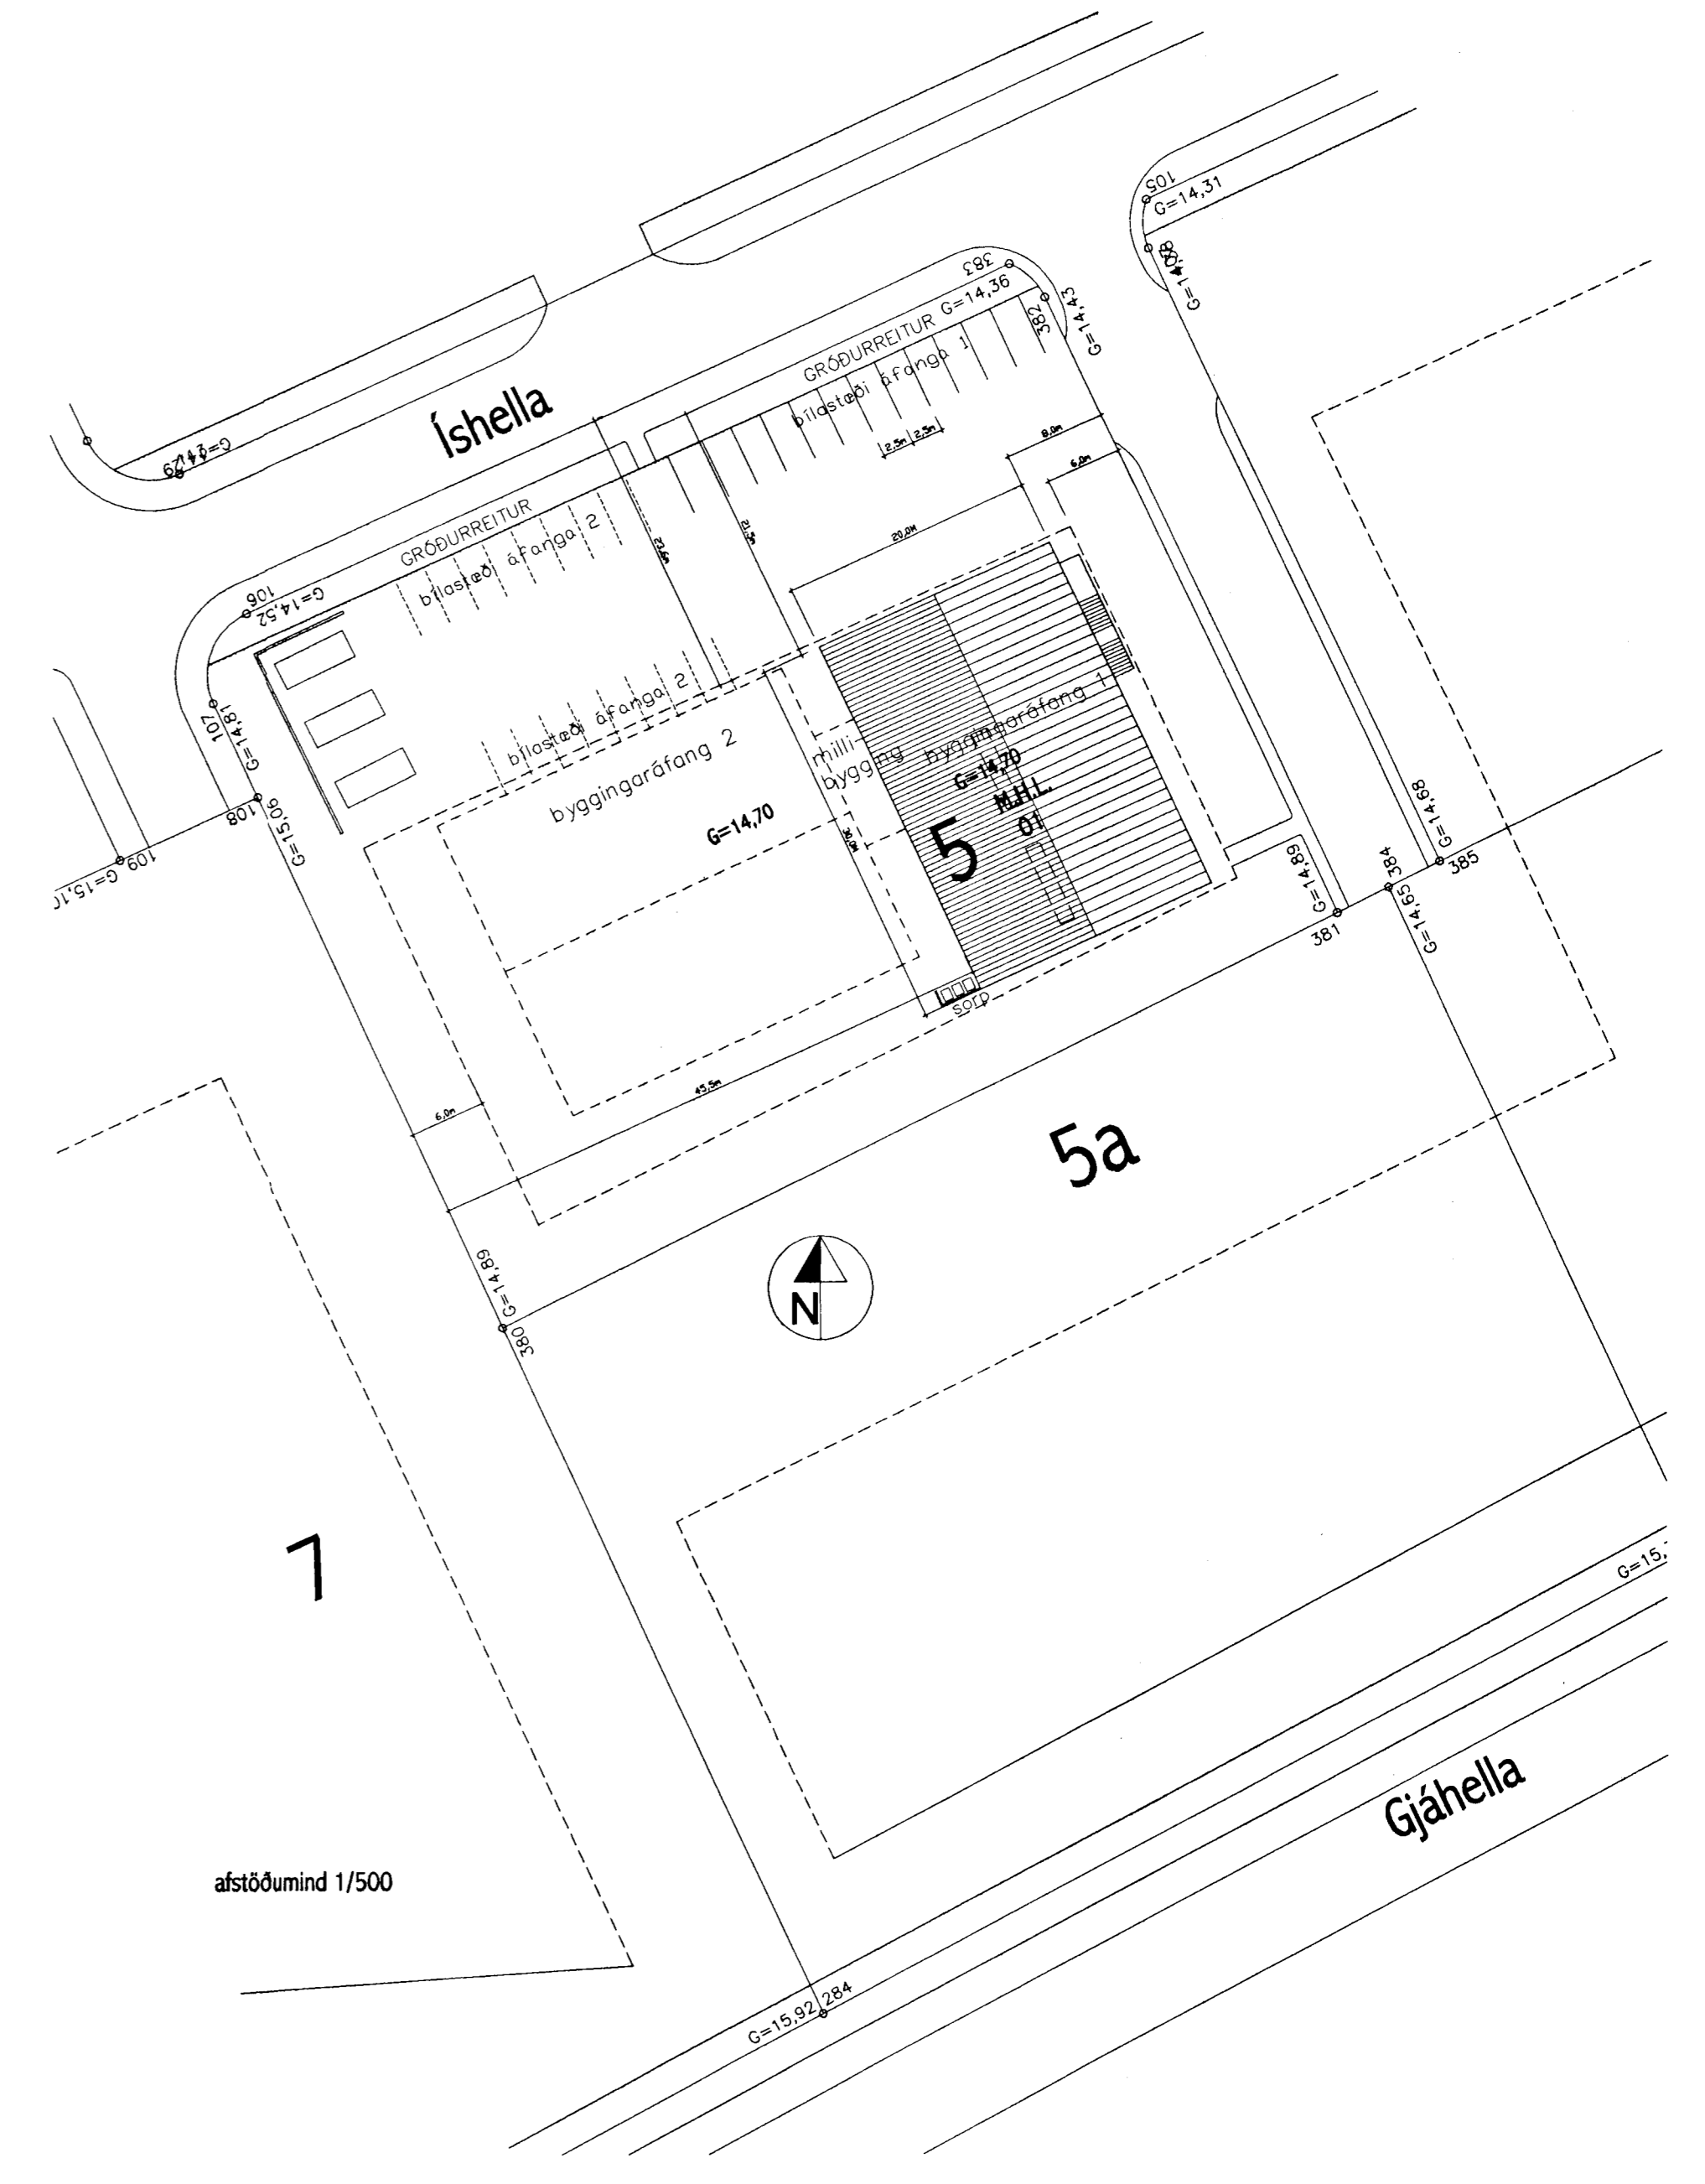 105
G=14,31
383
G=14,36
382
G=14,43
GRÓÐURREITUR
bílastæði áfanga 1
2,5m
2,5m
8,0m
6,0m
Íshella
GRÓÐURREITUR
bílastæði áfanga 2
21,5m
20,0M
106
G=14,52
bílastæði áfanga 2
107
G=14,81
108
G=15,06
109
byggingaráfang 2
G=14,70
milli
bygging
byggingaráfang 1
G=14,70
M.H.L.
01
5
sorp
G=14,89
381
384
G=14,65
G=14,68
385
45,5m
6,0m
5a
G=14,89
380
N
7
Gjáhella
afstöðumind 1/500
G=15,92
284